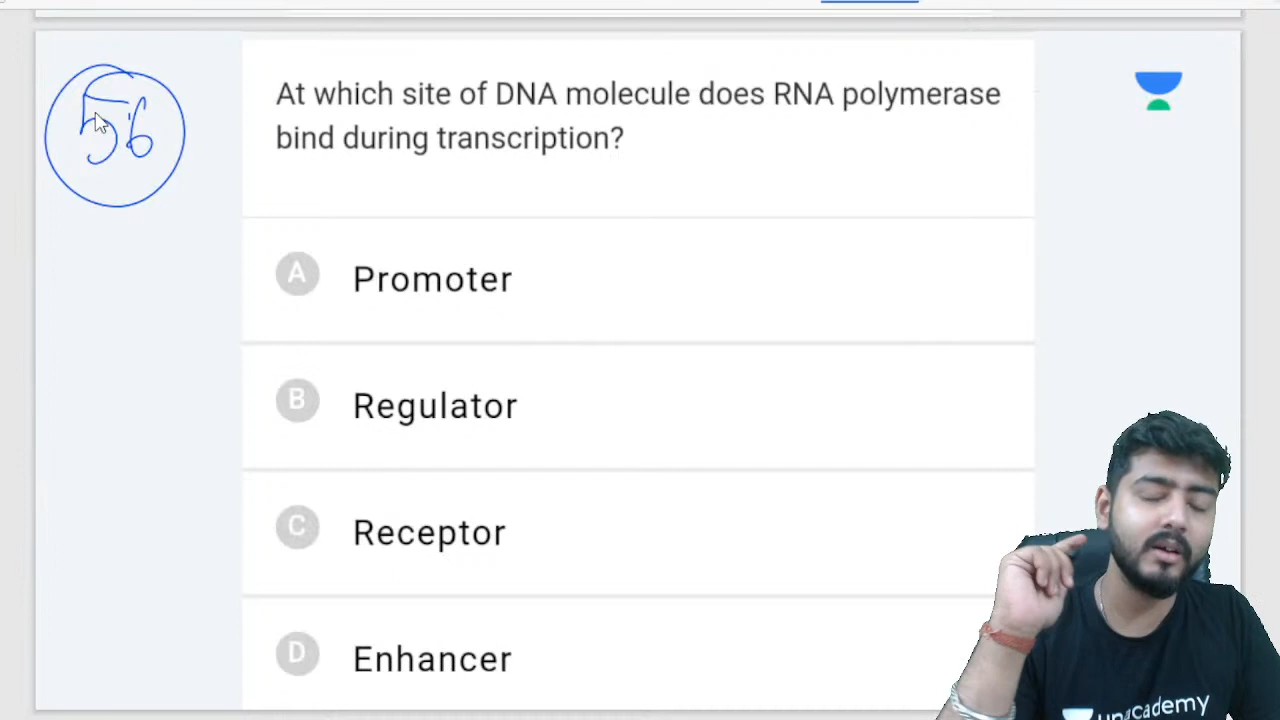 56
At which site of DNA molecule does RNA polymerase
bind during transcription?
A Promoter
B Regulator
C Receptor
D Enhancer
unacademy